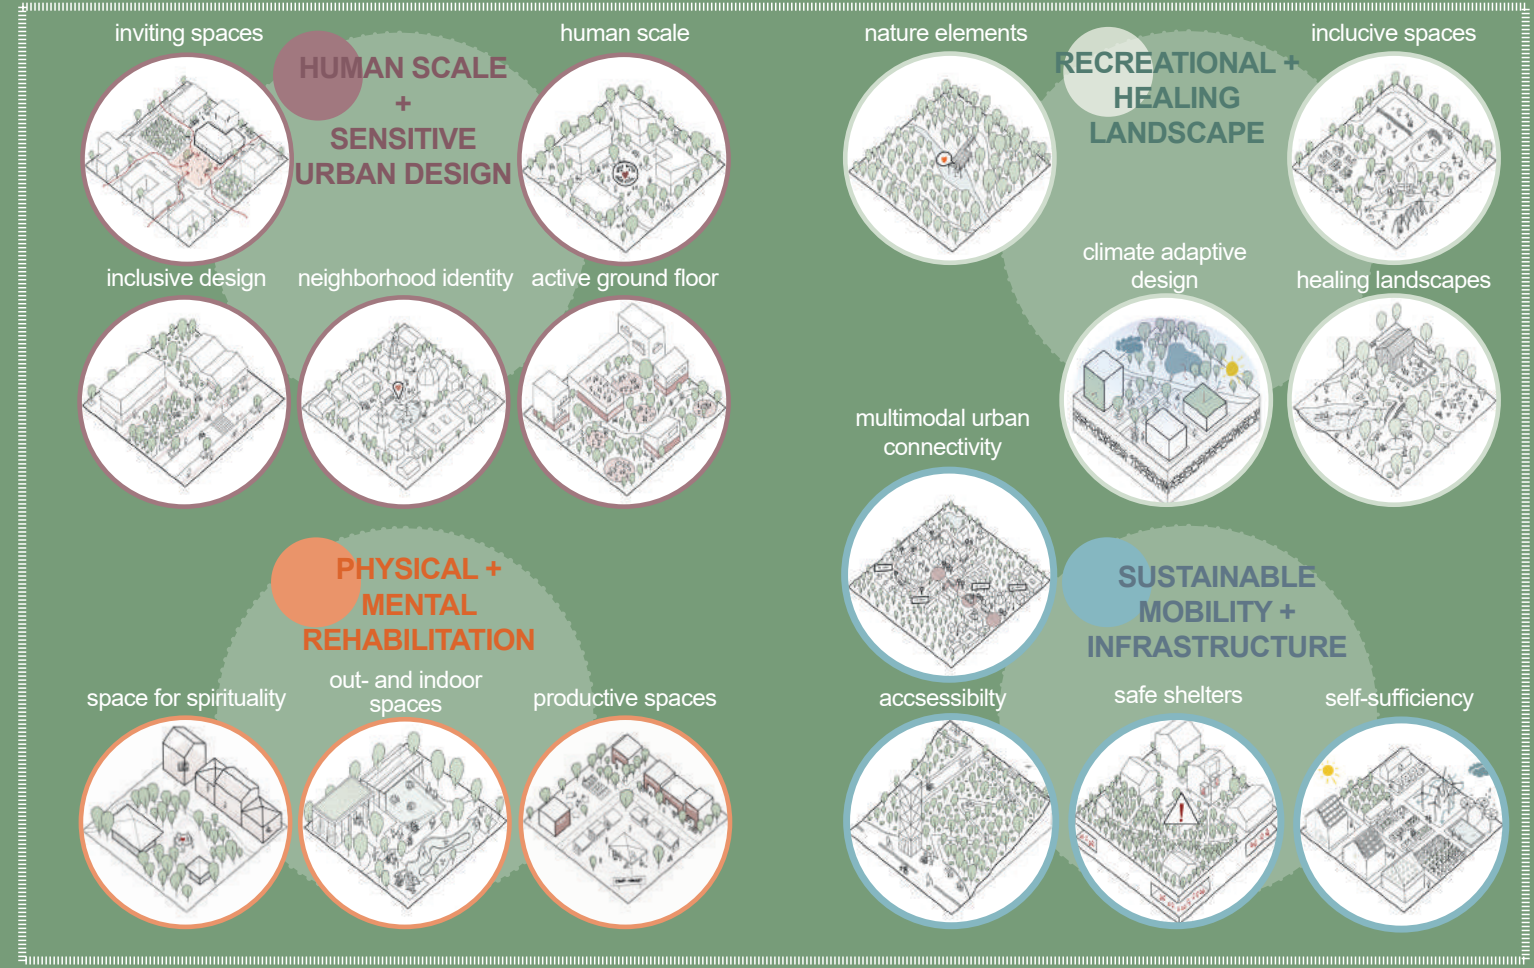 inviting spaces
human scale
HUMAN SCALE
+
SENSITIVE
URBAN DESIGN
inclusive design
neighborhood identity
active ground floor
nature elements
inclucive spaces
RECREATIONAL +
HEALING
LANDSCAPE
climate adaptive
design
healing landscapes
PHYSICAL +
MENTAL
REHABILITATION
space for spirituality
out- and indoor
spaces
productive spaces
multimodal urban
connectivity
SUSTAINABLE
MOBILITY +
INFRASTRUCTURE
accsessibilty
safe shelters
self-sufficiency
!